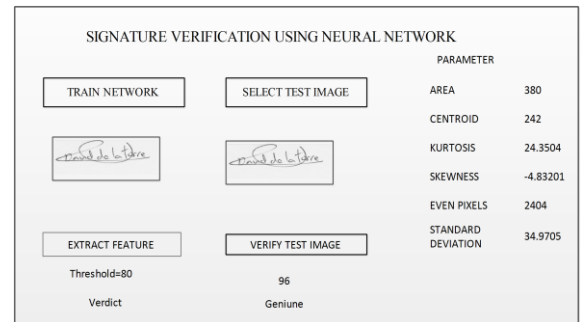 SIGNATURE VERIFICATION USING NEURAL NETWORK
PARAMETER
TRAIN NETWORK
SELECT TEST IMAGE
AREA 380
CENTROID 242
KURTOSIS 24.3504
SKEWNESS -4.83201
EVEN PIXELS 2404
STANDARD
DEVIATION 34.9705
EXTRACT FEATURE
VERIFY TEST IMAGE
Threshold=80
96
Verdict
Geniune